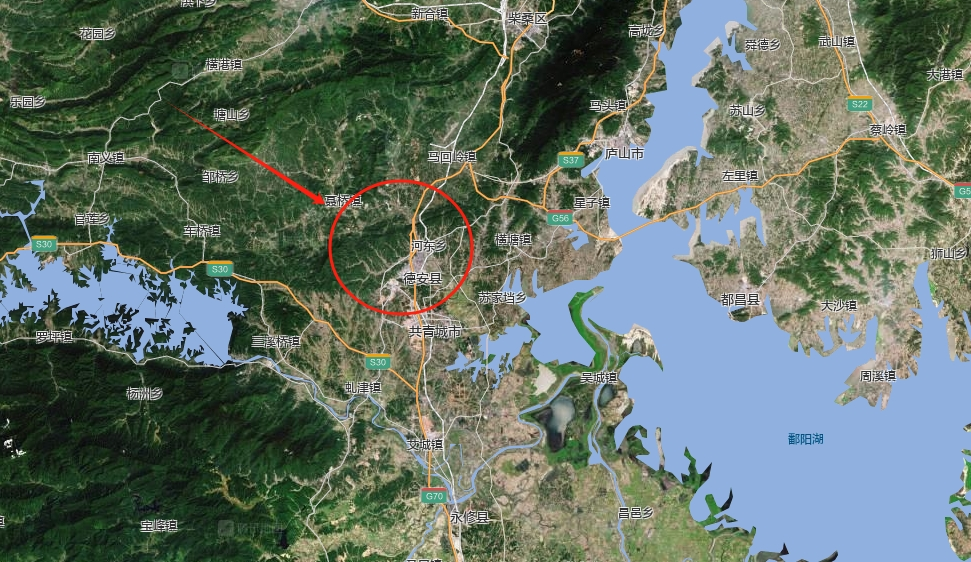 新合镇
柴桑区
花园乡
高垅乡
舜德乡
武山镇
横港镇
大港镇
乐园乡
马头镇
S22
塘山乡
苏山乡
蔡岭镇
南义镇
马回岭镇
S37
庐山市
邹桥乡
左里镇
G5
聂桥镇
星子镇
G56
官莲乡
车桥镇
S30
河东乡
横塘镇
狮山乡
S30
德安县
苏家垱乡
都昌县
大沙镇
罗坪镇
三溪桥镇
共青城市
S30
吴城镇
周溪镇
杨洲乡
虬津镇
鄱阳湖
艾城镇
G70
宝峰镇
永修县
昌邑乡